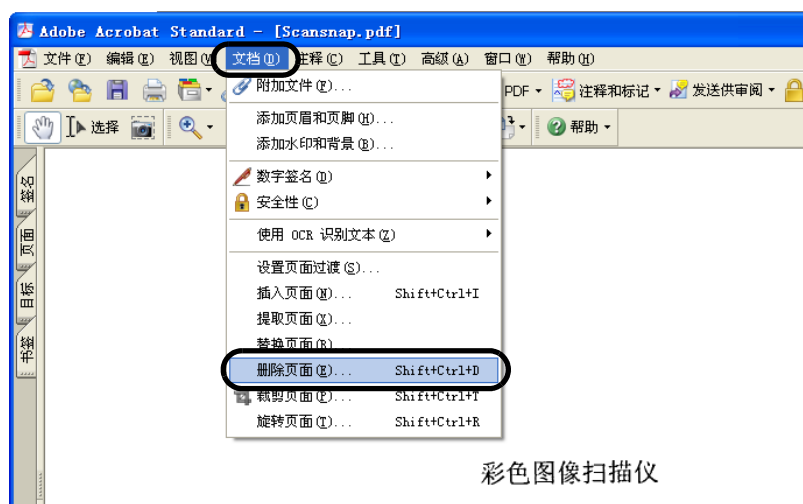 Adobe Acrobat Standard - [Scansnap.pdf]
文件(F) 编辑(E) 视图(V) 文档(D) 注释(C) 工具(T) 高级(A) 窗口(W) 帮助(H)
PDF 注释和标记 发送供审阅
选择 帮助
附加文件(F)...
添加页眉和页脚(H)...
添加水印和背景(B)...
数字签名(D)
安全性(C)
使用 OCR 识别文本(Z)
设置页面过渡(S)...
插入页面(N)... Shift+Ctrl+I
提取页面(X)...
替换页面(R)...
删除页面(E)... Shift+Ctrl+D
裁剪页面(P)... Shift+Ctrl+T
旋转页面(T)... Shift+Ctrl+R
签名
页面
目标
书签
彩色图像扫描仪